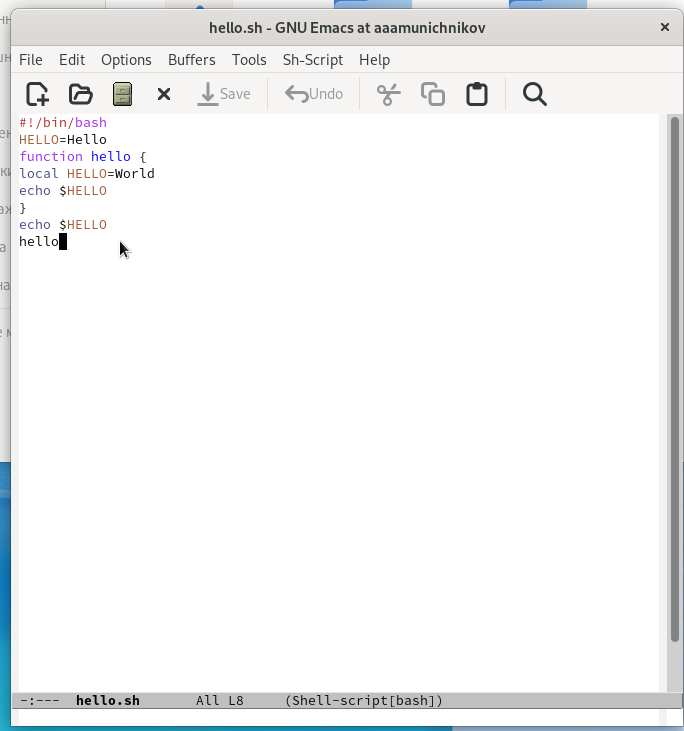 hello.sh - GNU Emacs at aaamunichnikov
File Edit Options Buffers Tools Sh-Script Help
Save Undo
#!/bin/bash
HELLO=Hello
function hello {
local HELLO=World
echo $HELLO
}
echo $HELLO
hello
-:--- hello.sh All L8 (Shell-script[bash])